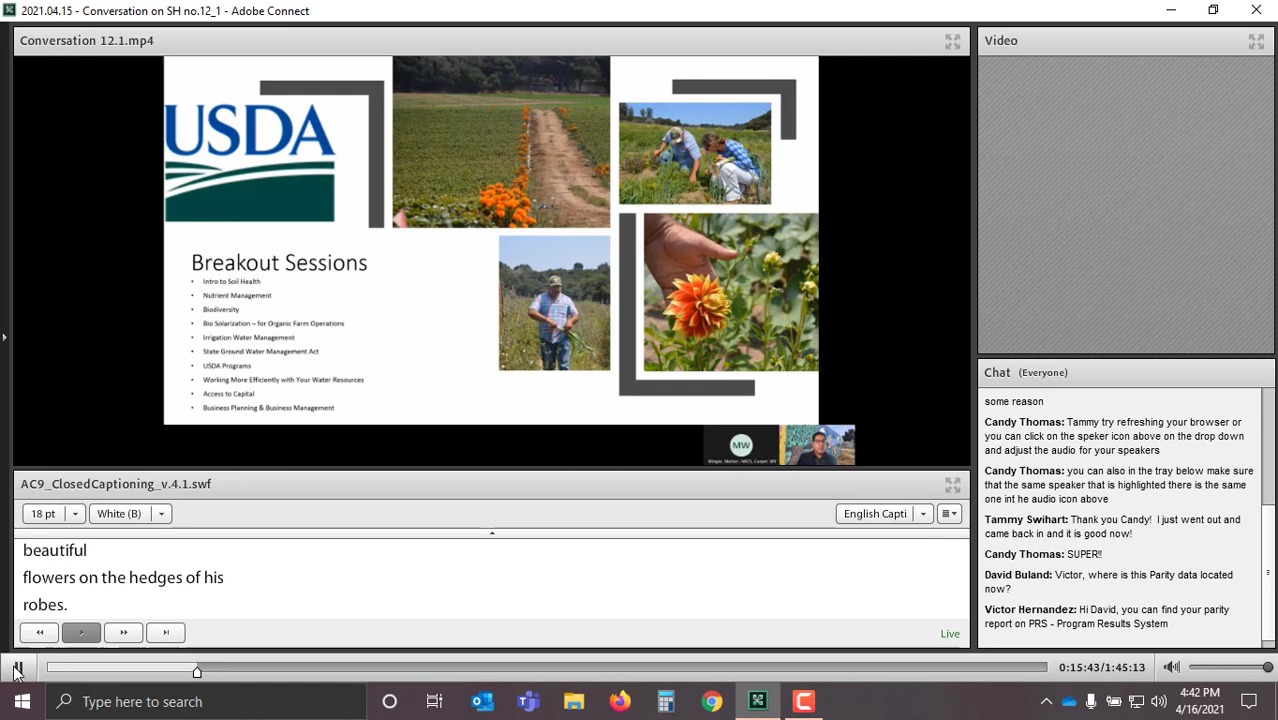 2021.04.15 - Conversation on SH no.12_1 - Adobe Connect
Conversation 12.1.mp4
USDA
Breakout Sessions
• Intro to Soil Health
• Nutrient Management
• Biodiversity
• Bio Solarization – for Organic Farm Operations
• Irrigation Water Management
• State Ground Water Management Act
• USDA Programs
• Working More Efficiently with Your Water Resources
• Access to Capital
• Business Planning & Business Management
MW
Video
Chat (Everyone)
some reason
Candy Thomas: Tammy try refreshing your browser or
you can click on the speker icon above on the drop down
and adjust the audio for your speakers
Candy Thomas: you can also in the tray below make sure
that the same speaker that is highlighted there is the same
one int he audio icon above
Tammy Swihart: Thank you Candy! I just went out and
came back in and it is good now!
Candy Thomas: SUPER!!
David Buland: Victor, where is this Parity data located
now?
Victor Hernandez: Hi David, you can find your parity
report on PRS - Program Results System
AC9_ClosedCaptioning_v.4.1.swf
18 pt
White (B)
English Capti
beautiful
flowers on the hedges of his
robes.
Live
0:15:43/1:45:13
Type here to search
4:42 PM
4/16/2021